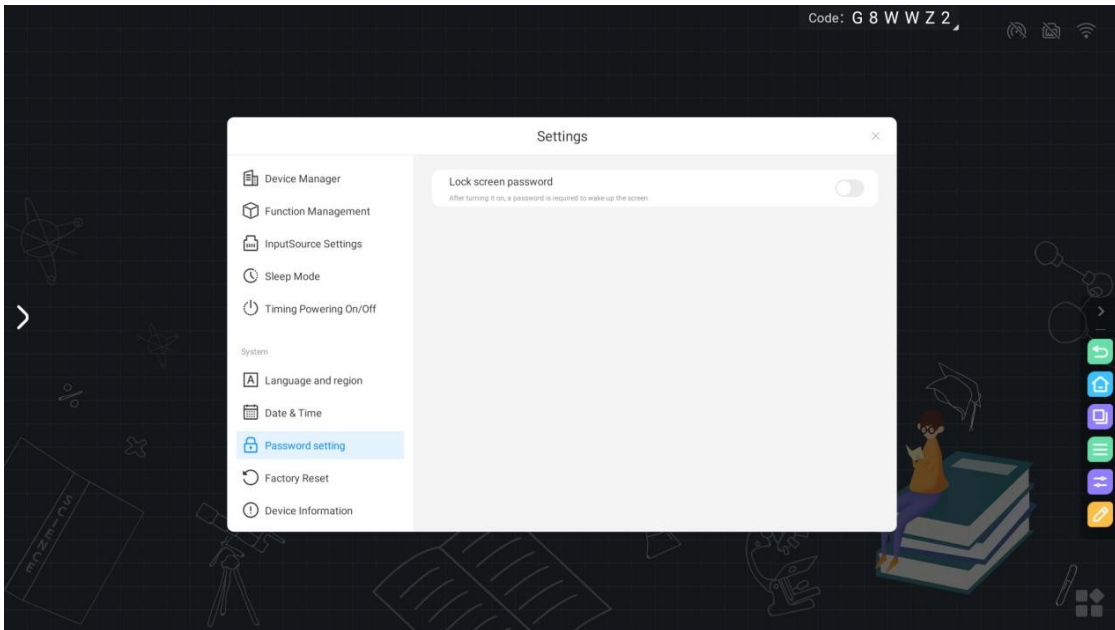 Code: G8WWZ2
Settings
Device Manager
Function Management
InputSource Settings
Sleep Mode
Timing Powering On/Off
System
Language and region
Date & Time
Password setting
Factory Reset
Device Information
Lock screen password
After turning it on, a password is required to wake up the screen
SCIENCE